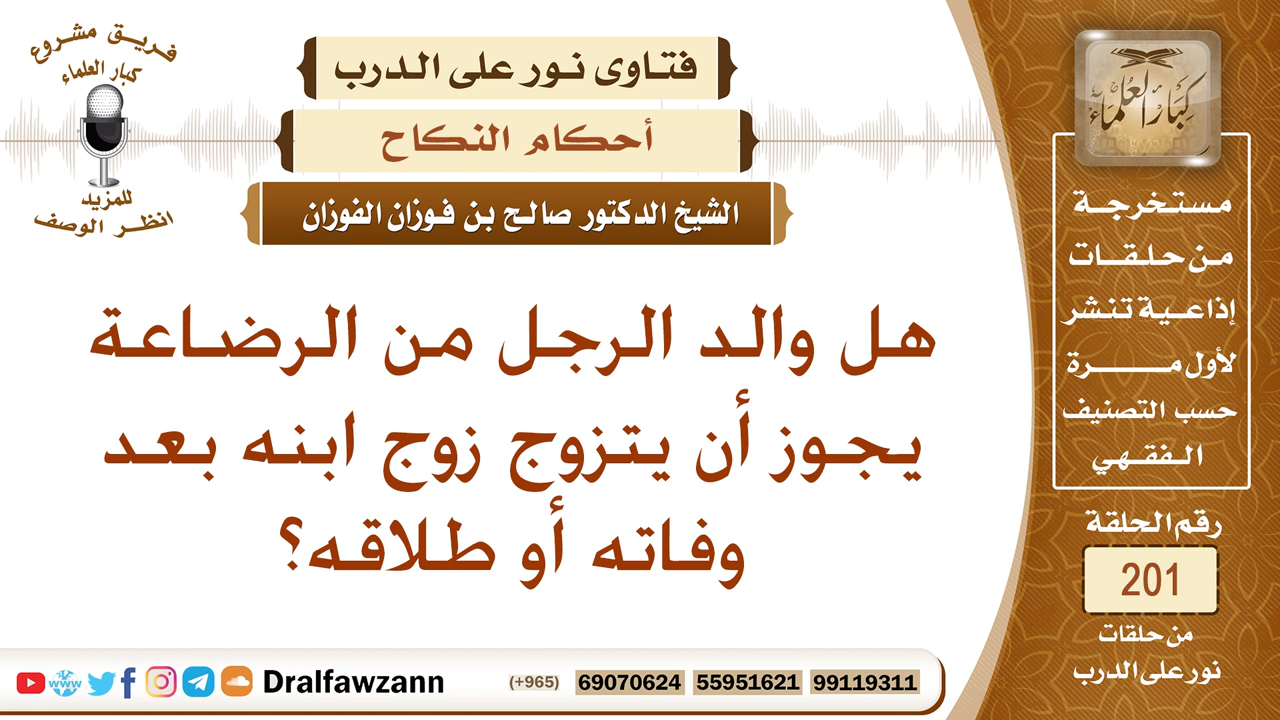 فريق مشروع
كبار العلماء
للمزيد
انظر الوصف
فتاوى نور على الدرب
أحكام النكاح
الشيخ الدكتور صالح بن فوزان الفوزان
هل والد الرجل من الرضاعة
يجوز أن يتزوج زوج ابنه بعد
وفاته أو طلاقه؟
كبار العلماء
مستخرجة
من حلقات
إذاعية تنشر
لأول مرة
حسب التصنيف
الفقهي
رقم الحلقة
201
من حلقات
نور على الدرب
www Dralfawzann (+965) 69070624 55951621 99119311